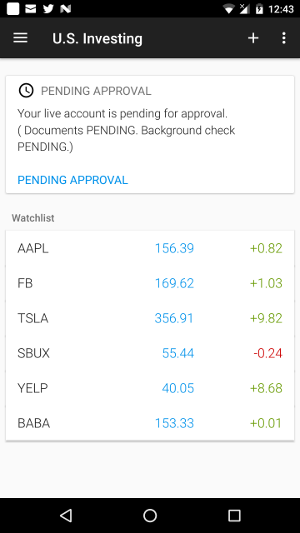 12:43
U.S. Investing
PENDING APPROVAL
Your live account is pending for approval.
( Documents PENDING. Background check
PENDING.)
PENDING APPROVAL
Watchlist
AAPL 156.39 +0.82
FB 169.62 +1.03
TSLA 356.91 +9.82
SBUX 55.44 -0.24
YELP 40.05 +8.68
BABA 153.33 +0.01